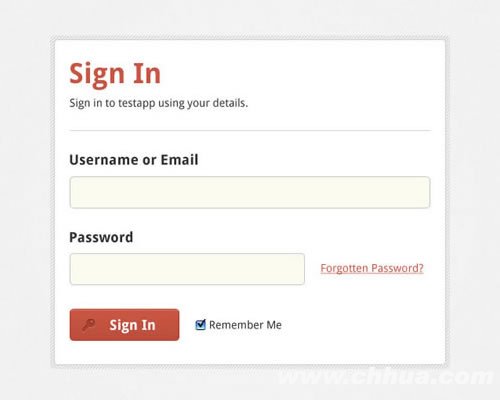 Sign In
Sign in to testapp using your details.
Username or Email
Password
Forgotten Password?
Sign In
Remember Me
www.chhua.com